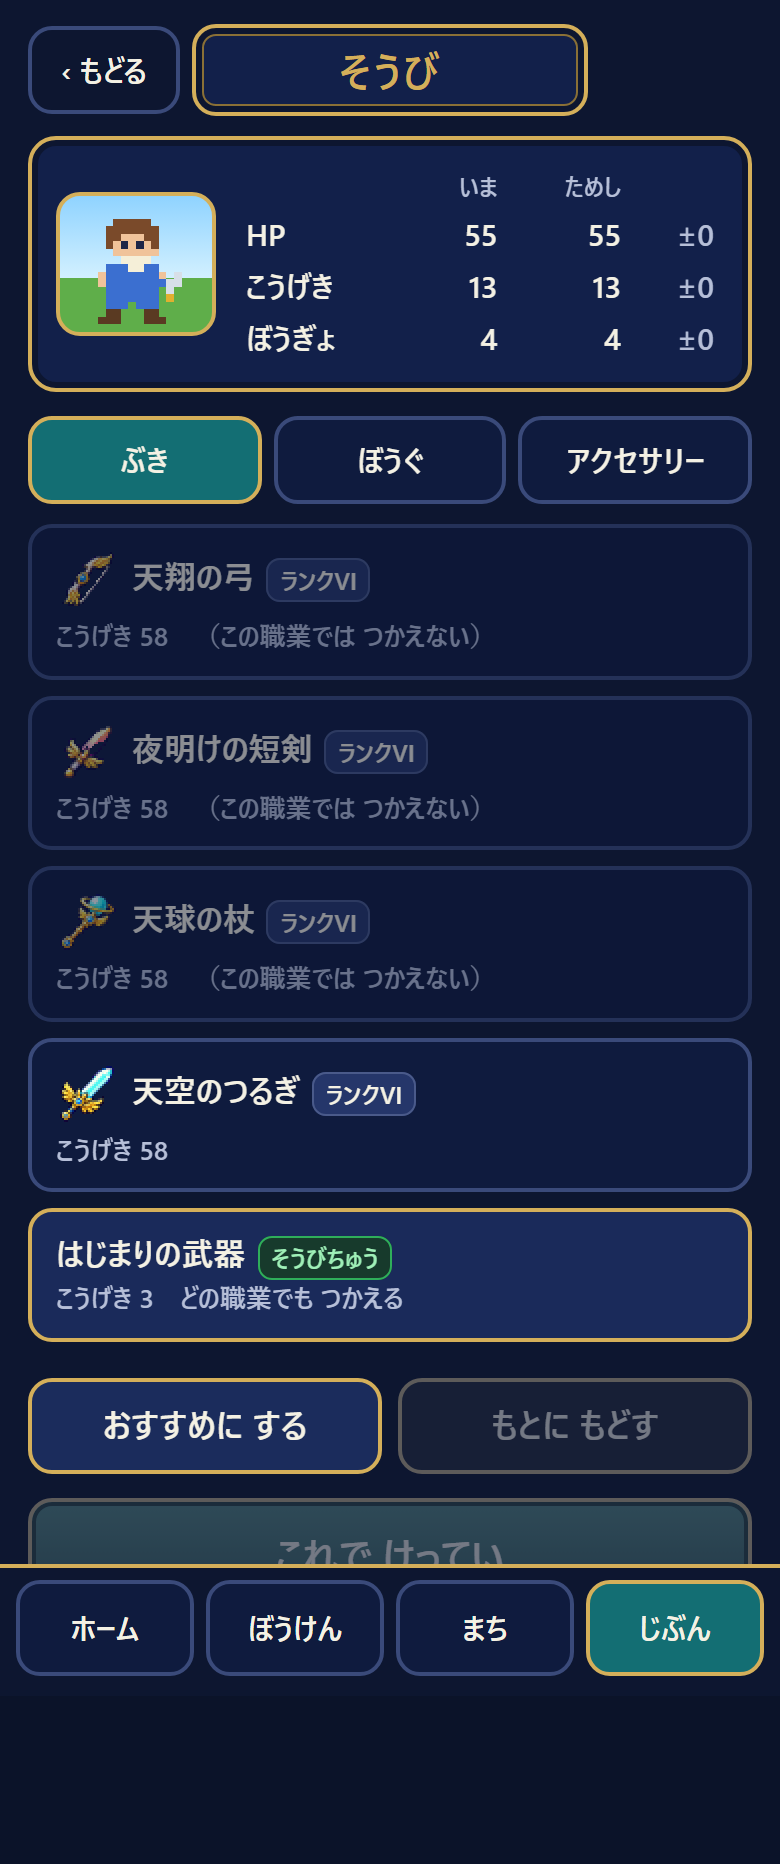 ‹ もどる
そうび
いま ためし
HP 55 55 ±0
こうげき 13 13 ±0
ぼうぎょ 4 4 ±0
ぶき ぼうぐ アクセサリー
天翔の弓 ランクVI
こうげき 58 （この職業では つかえない）
夜明けの短剣 ランクVI
こうげき 58 （この職業では つかえない）
天球の杖 ランクVI
こうげき 58 （この職業では つかえない）
天空のつるぎ ランクVI
こうげき 58
はじまりの武器 そうびちゅう
こうげき 3 どの職業でも つかえる
おすすめに する もとに もどす
これで けってい
ホーム ぼうけん まち じぶん